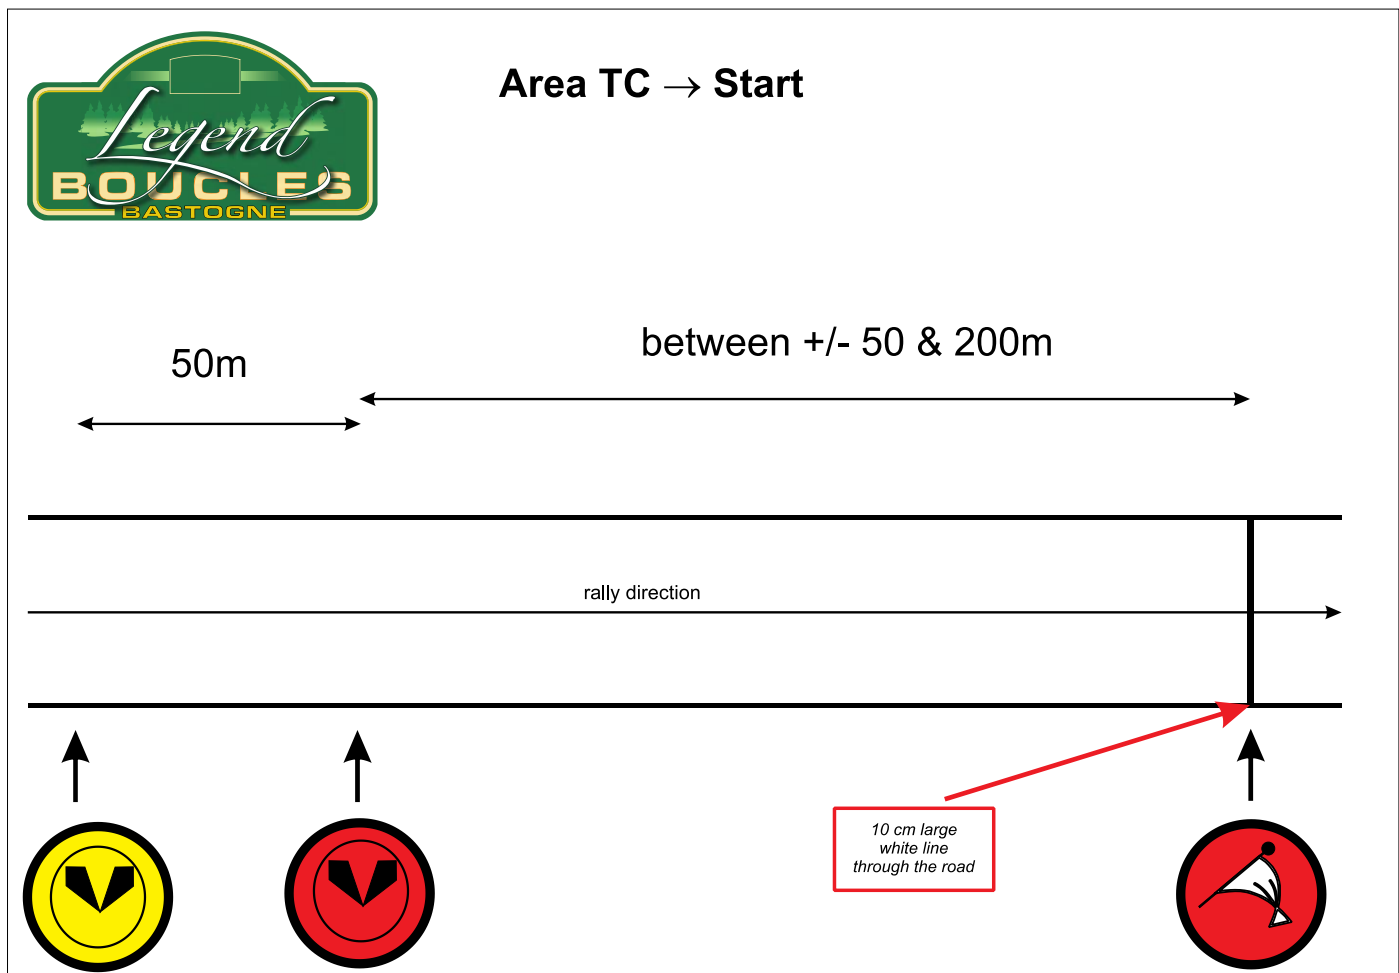 Legend
BOUCLES
BASTOGNE
Area TC → Start
50m
between +/- 50 & 200m
rally direction
10 cm large
white line
through the road